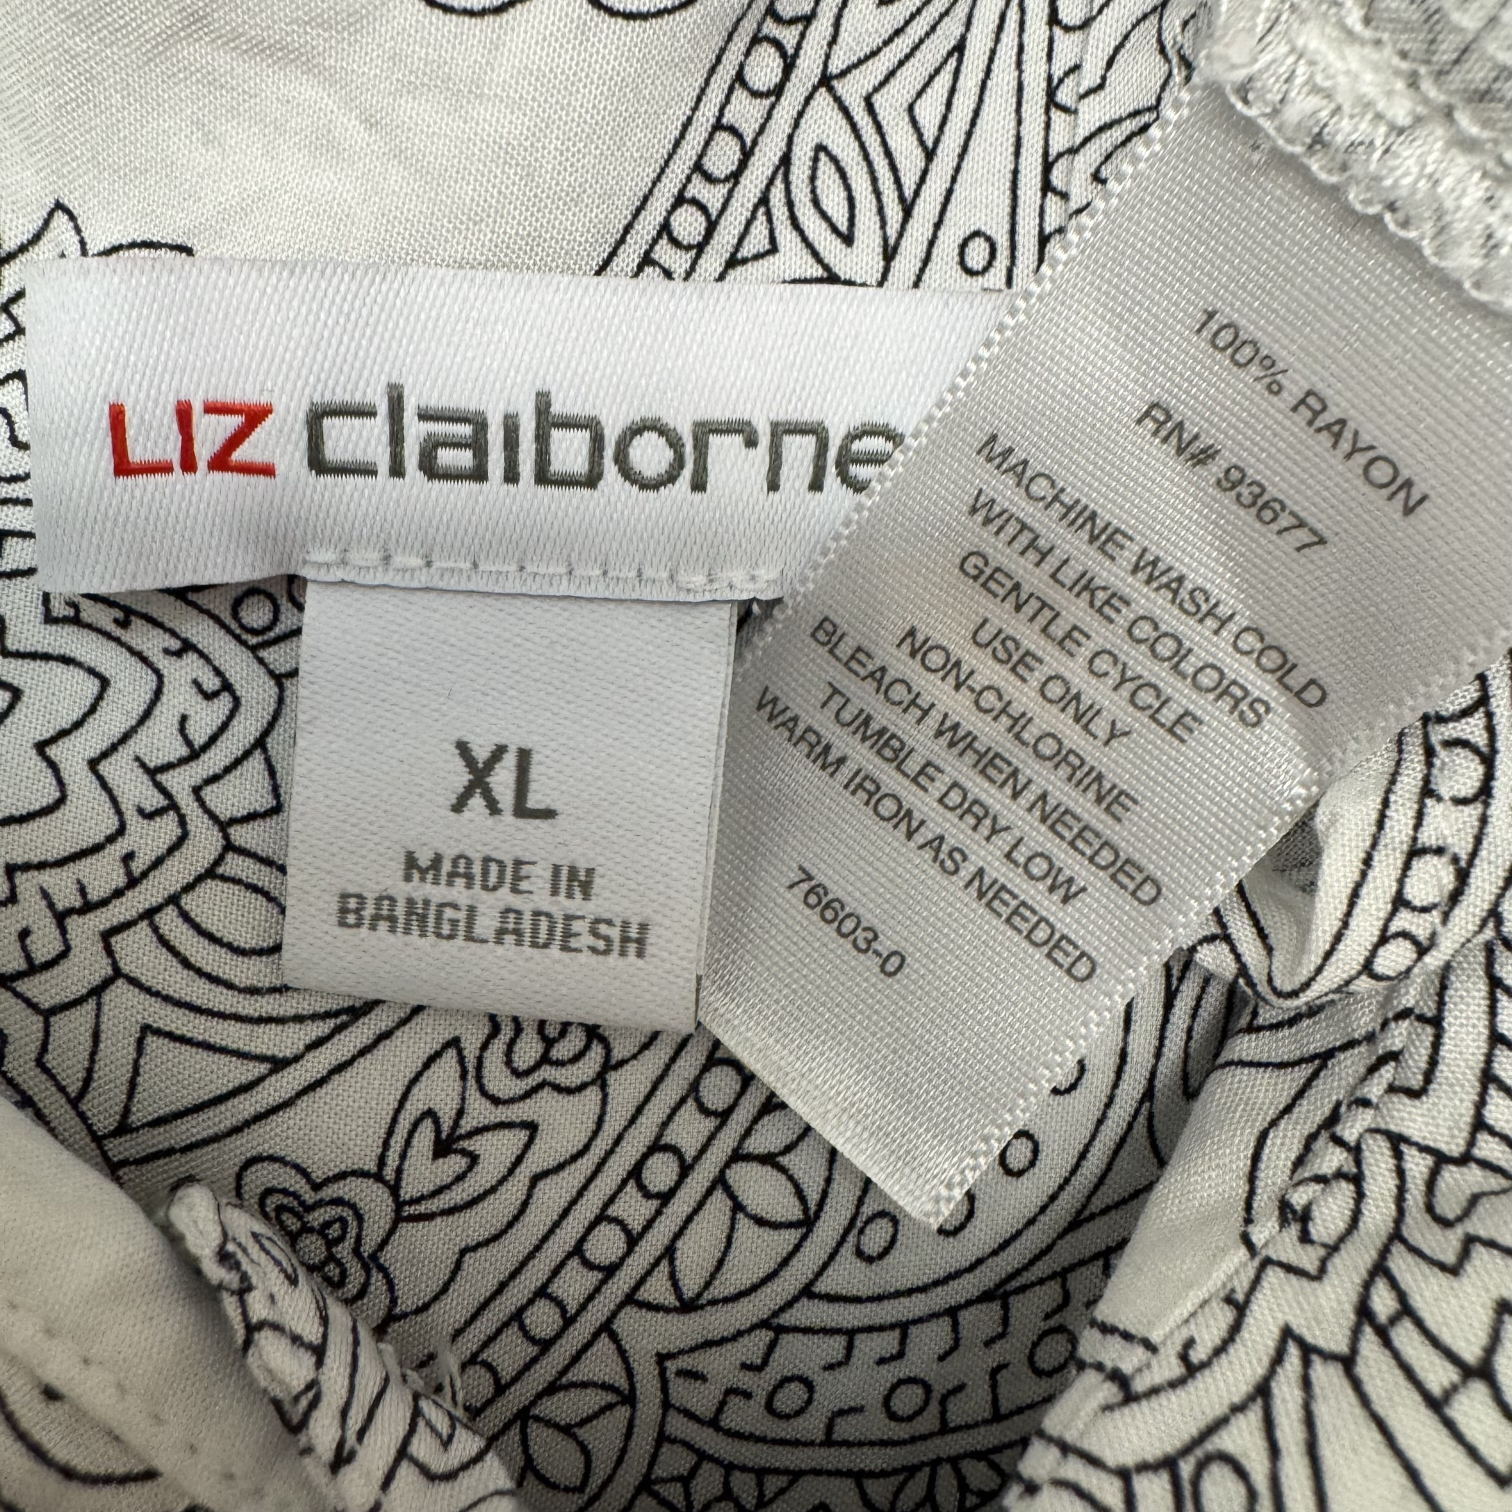 LIZ claiborne
XL
MADE IN
BANGLADESH
100% RAYON
RN# 93677
MACHINE WASH COLD
WITH LIKE COLORS
GENTLE CYCLE
USE ONLY
NON-CHLORINE
BLEACH WHEN NEEDED
TUMBLE DRY LOW
WARM IRON AS NEEDED
76603-0